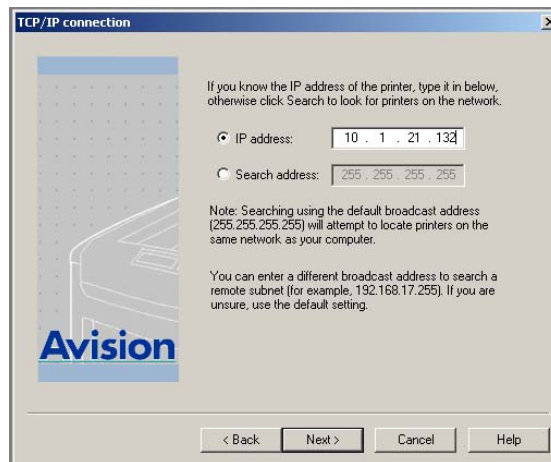 TCP/IP connection
If you know the IP address of the printer, type it in below,
otherwise click Search to look for printers on the network.
IP address: 10 . 1 . 21 . 132
Search address: 255 . 255 . 255 . 255
Note: Searching using the default broadcast address
(255.255.255.255) will attempt to locate printers on the
same network as your computer.
You can enter a different broadcast address to search a
remote subnet (for example, 192.168.17.255). If you are
unsure, use the default setting.
Avision
< Back Next > Cancel Help